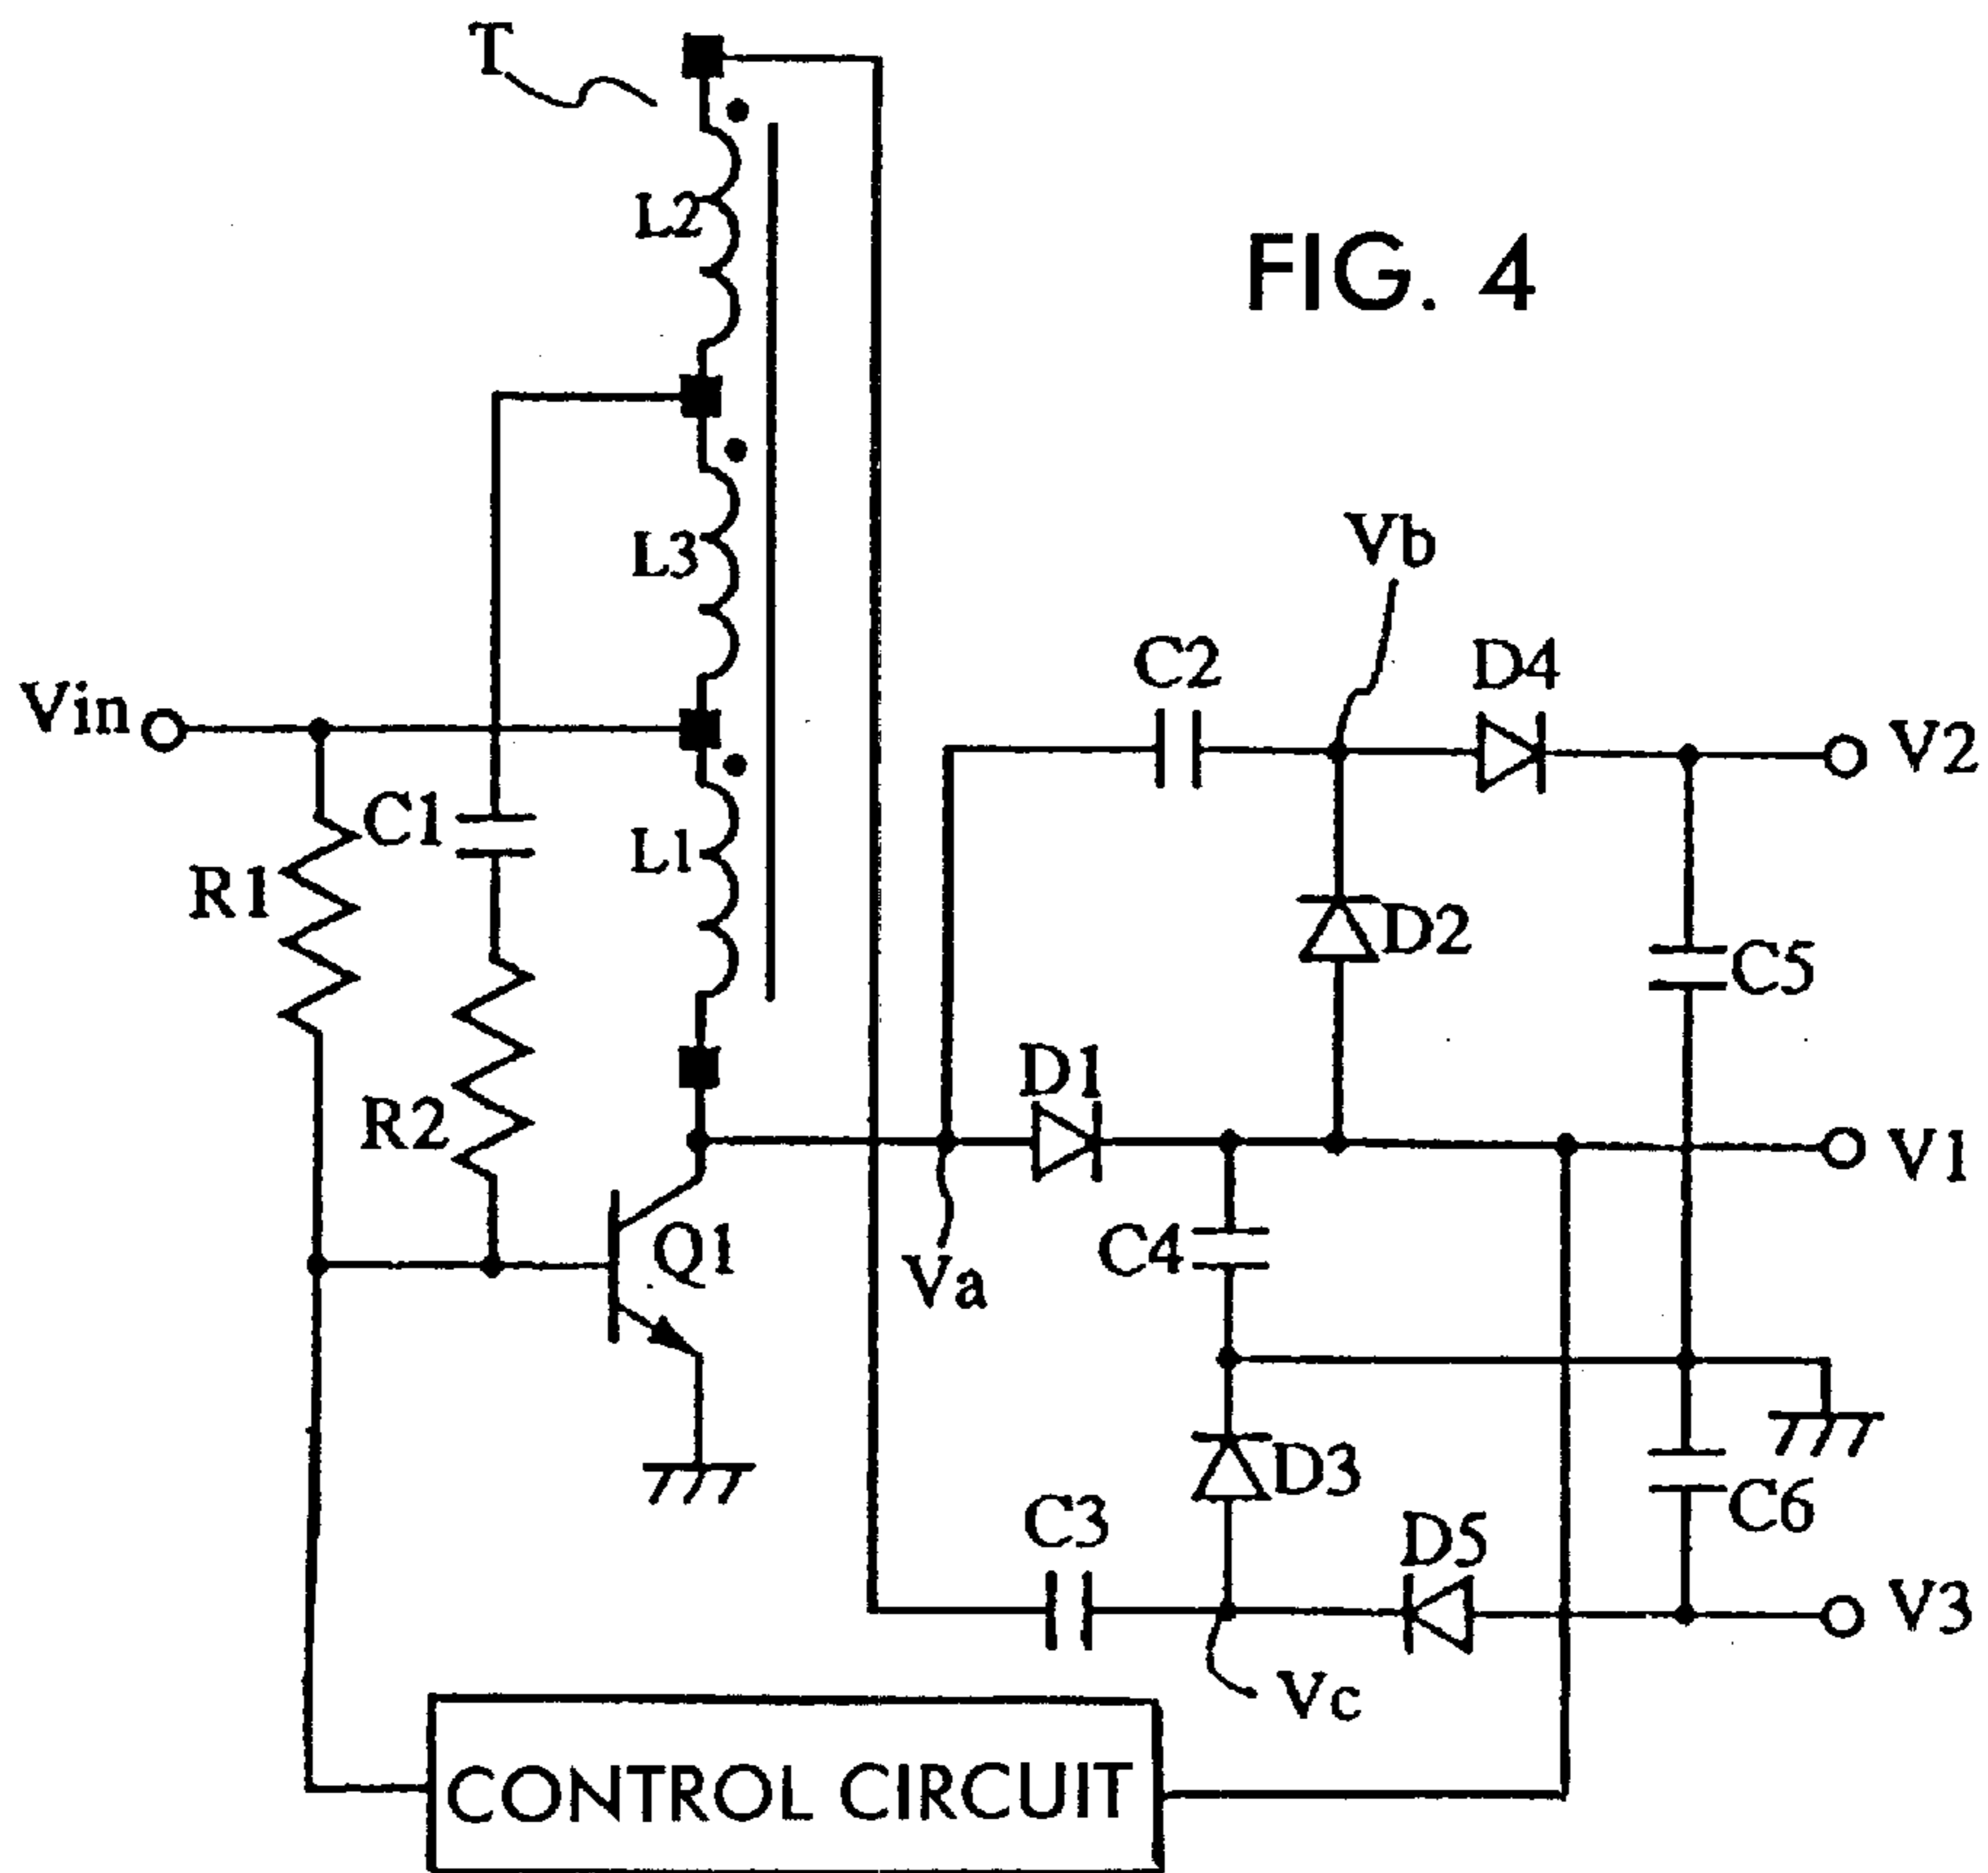 T
L2
FIG. 4
L3
Vb
C2
D4
Vin
V2
C1
L1
R1
D2
C5
D1
R2
V1
Q1
C4
Va
D3
C3
D5
C6
V3
Vc
CONTROL CIRCUIT